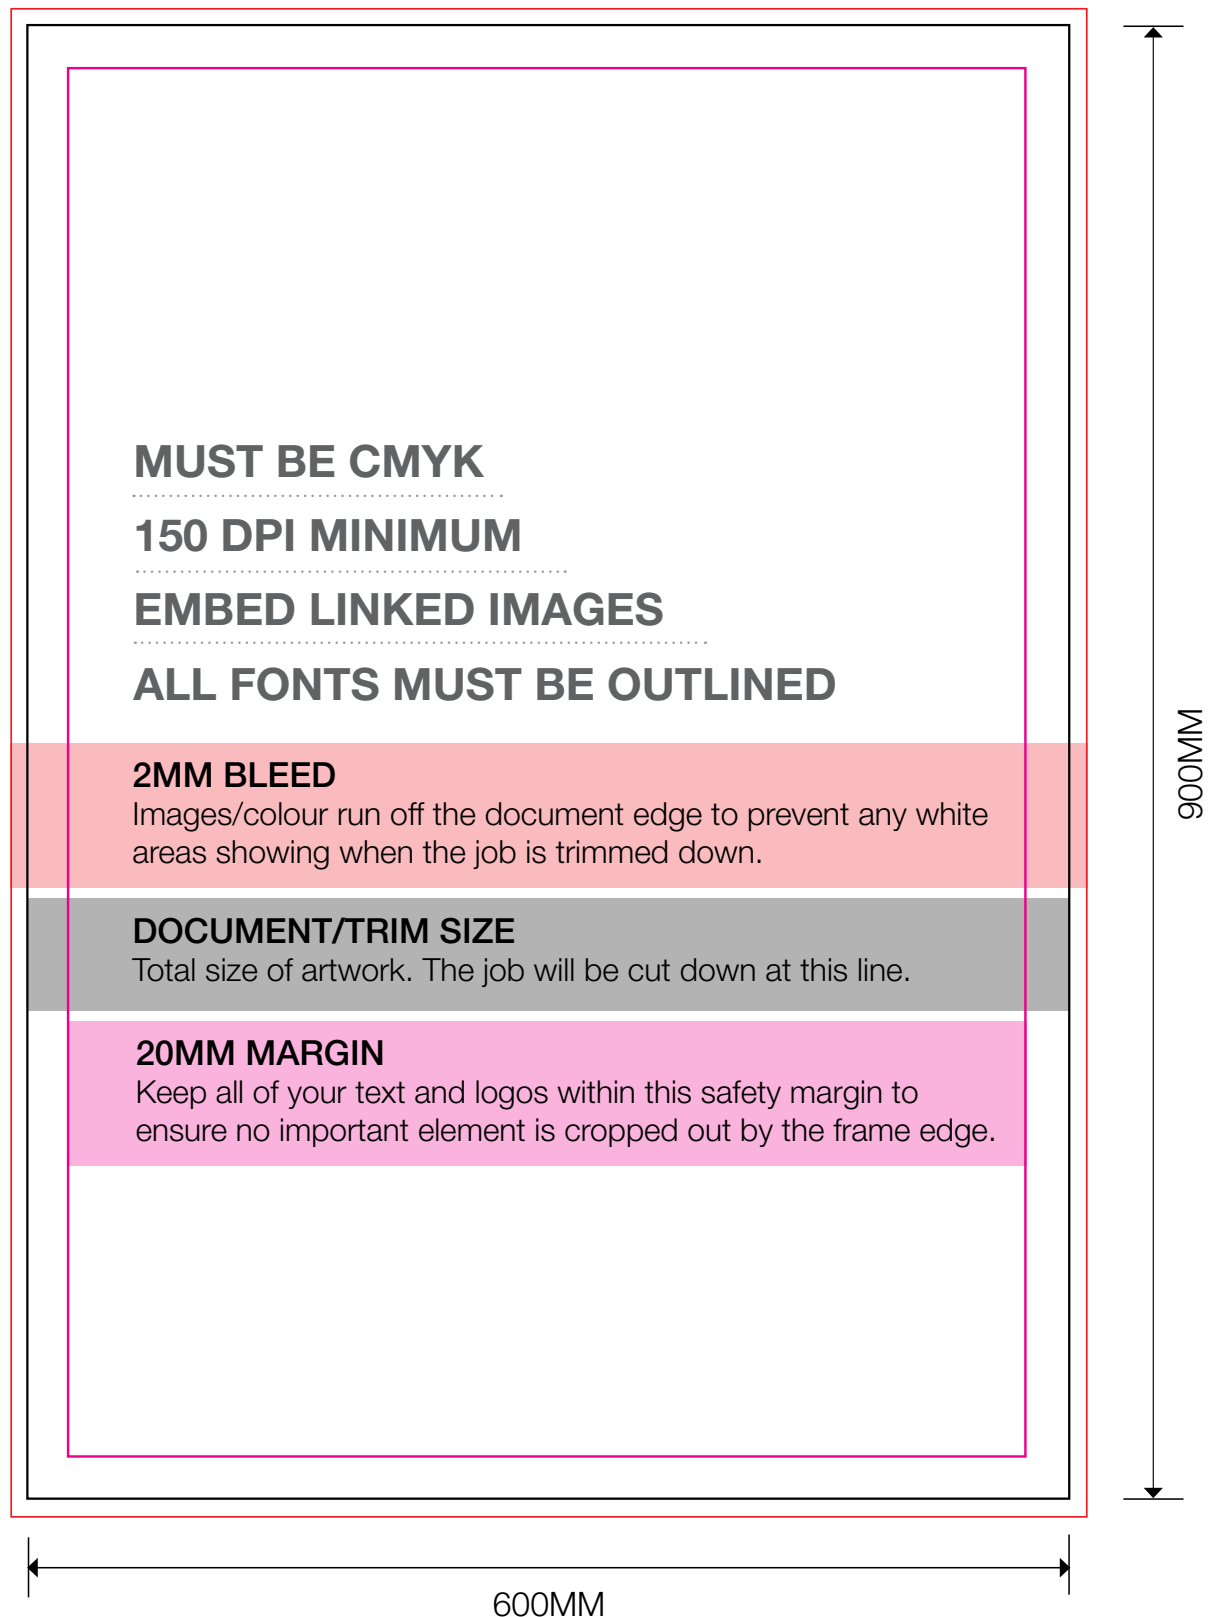 MUST BE CMYK
150 DPI MINIMUM
EMBED LINKED IMAGES
ALL FONTS MUST BE OUTLINED
2MM BLEED
Images/colour run off the document edge to prevent any white
areas showing when the job is trimmed down.
DOCUMENT/TRIM SIZE
Total size of artwork. The job will be cut down at this line.
20MM MARGIN
Keep all of your text and logos within this safety margin to
ensure no important element is cropped out by the frame edge.
900MM
600MM